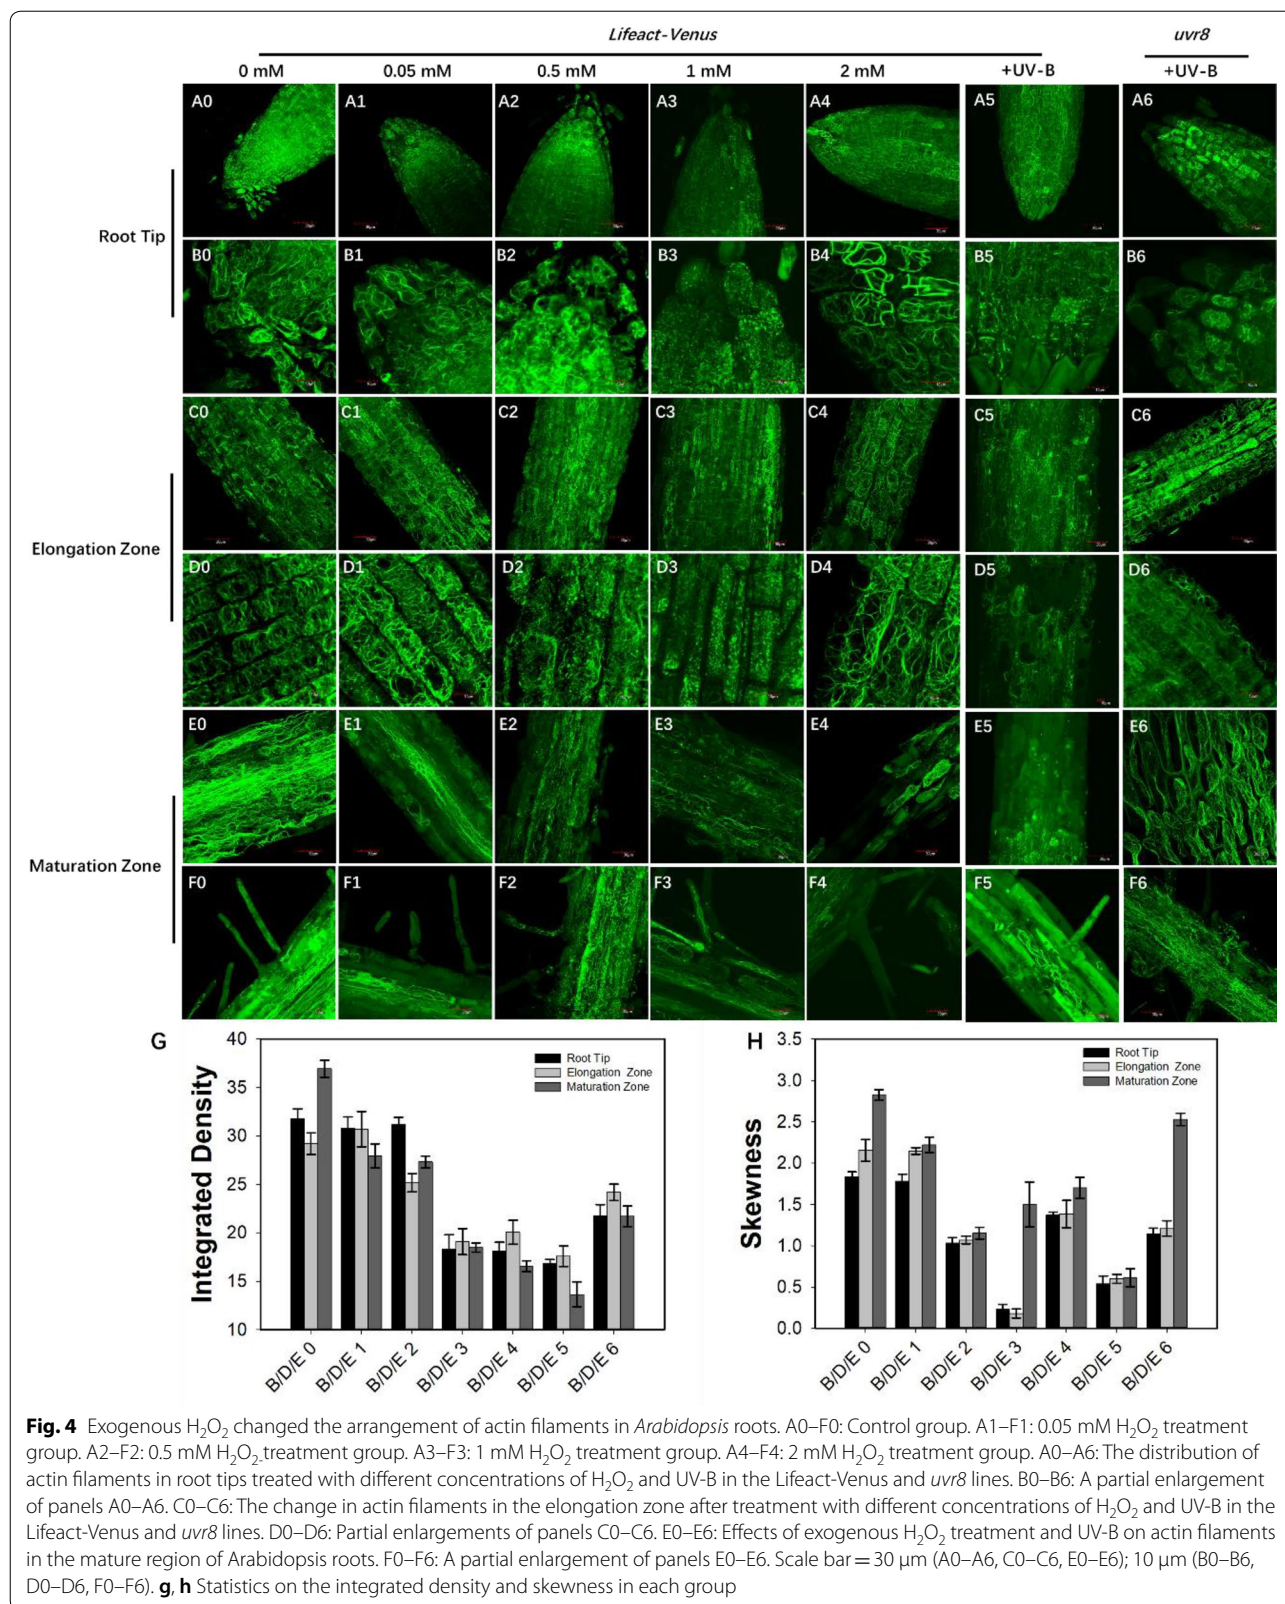 Lifeact-Venus uvr8
0 mM 0.05 mM 0.5 mM 1 mM 2 mM +UV-B +UV-B
A0 A1 A2 A3 A4 A5 A6
Root Tip
B0 B1 B2 B3 B4 B5 B6
C0 C1 C2 C3 C4 C5 C6
Elongation Zone
D0 D1 D2 D3 D4 D5 D6
E0 E1 E2 E3 E4 E5 E6
Maturation Zone
F0 F1 F2 F3 F4 F5 F6
G
Integrated Density
40
35
30
25
20
15
10
Root Tip
Elongation Zone
Maturation Zone
B/D/E 0 B/D/E 1 B/D/E 2 B/D/E 3 B/D/E 4 B/D/E 5 B/D/E 6
H
Skewness
3.5
3.0
2.5
2.0
1.5
1.0
0.5
0.0
Root Tip
Elongation Zone
Maturation Zone
B/D/E 0 B/D/E 1 B/D/E 2 B/D/E 3 B/D/E 4 B/D/E 5 B/D/E 6
Fig. 4 Exogenous H₂O₂ changed the arrangement of actin filaments in Arabidopsis roots. A0–F0: Control group. A1–F1: 0.05 mM H₂O₂ treatment
group. A2–F2: 0.5 mM H₂O₂ treatment group. A3–F3: 1 mM H₂O₂ treatment group. A4–F4: 2 mM H₂O₂ treatment group. A0–A6: The distribution of
actin filaments in root tips treated with different concentrations of H₂O₂ and UV-B in the Lifeact-Venus and uvr8 lines. B0–B6: A partial enlargement
of panels A0–A6. C0–C6: The change in actin filaments in the elongation zone after treatment with different concentrations of H₂O₂ and UV-B in the
Lifeact-Venus and uvr8 lines. D0–D6: Partial enlargements of panels C0–C6. E0–E6: Effects of exogenous H₂O₂ treatment and UV-B on actin filaments
in the mature region of Arabidopsis roots. F0–F6: A partial enlargement of panels E0–E6. Scale bar = 30 μm (A0–A6, C0–C6, E0–E6); 10 μm (B0–B6,
D0–D6, F0–F6). g, h Statistics on the integrated density and skewness in each group